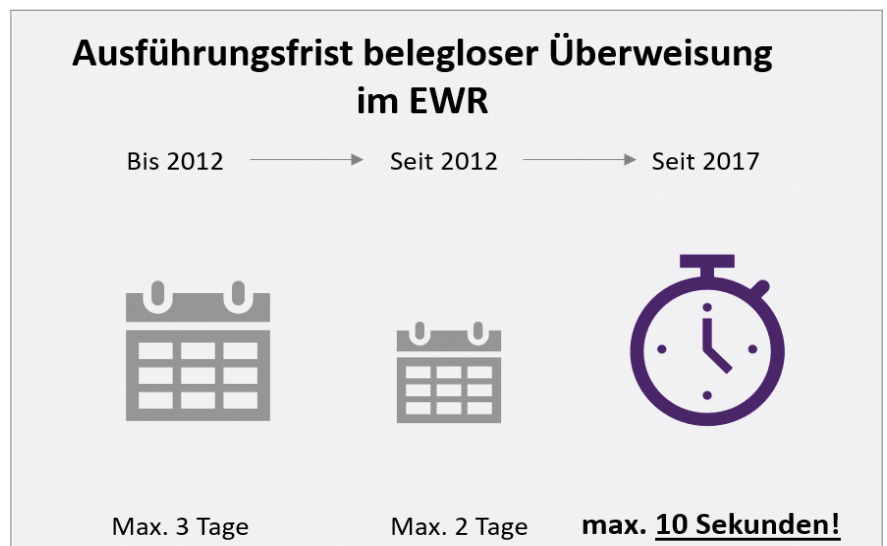 Ausführungsfrist belegloser Überweisung
im EWR
Bis 2012 Seit 2012 Seit 2017
Max. 3 Tage Max. 2 Tage max. 10 Sekunden!